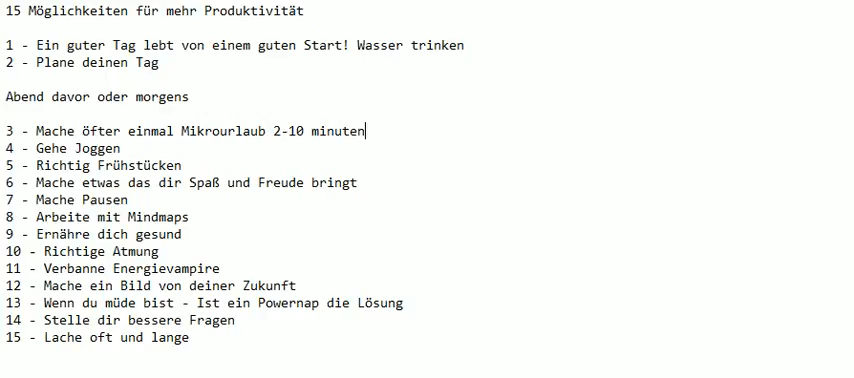 15 Möglichkeiten für mehr Produktivität
1 - Ein guter Tag lebt von einem guten Start! Wasser trinken
2 - Plane deinen Tag
Abend davor oder morgens
3 - Mache öfter einmal Mikrourlaub 2-10 minuten
4 - Gehe Joggen
5 - Richtig Frühstücken
6 - Mache etwas das dir Spaß und Freude bringt
7 - Mache Pausen
8 - Arbeite mit Mindmaps
9 - Ernähre dich gesund
10 - Richtige Atmung
11 - Verbanne Energievampire
12 - Mache ein Bild von deiner Zukunft
13 - Wenn du müde bist - Ist ein Powernap die Lösung
14 - Stelle dir bessere Fragen
15 - Lache oft und lange